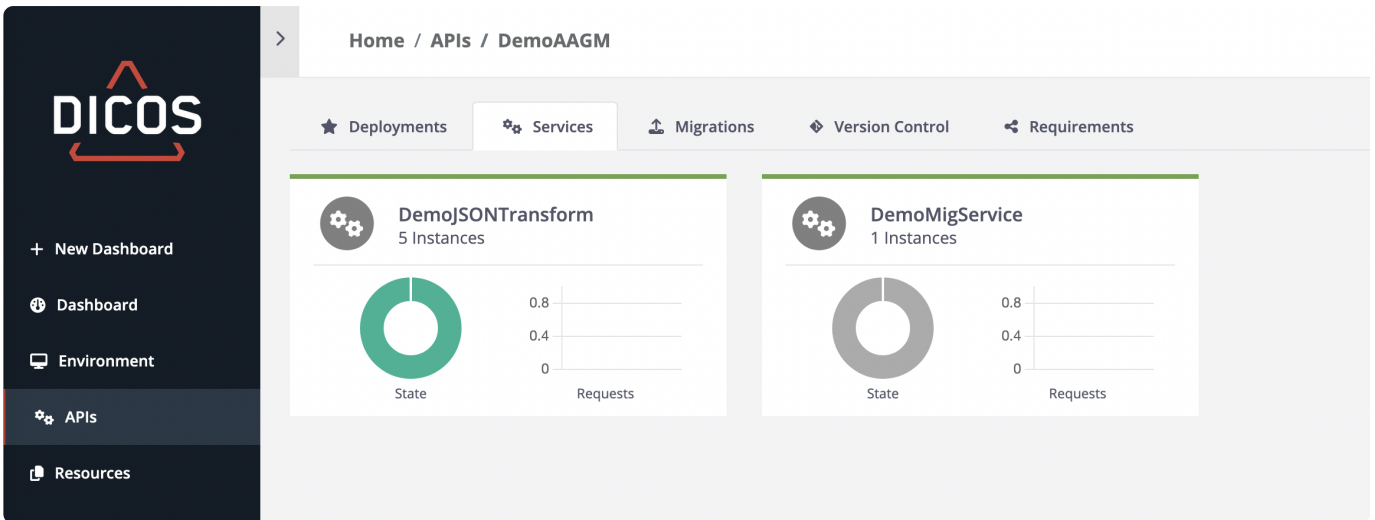 DICOS
Home / APIs / DemoAAGM
Deployments Services Migrations Version Control Requirements
New Dashboard
Dashboard
Environment
APIs
Resources
DemoJSONTransform
5 Instances
0.8
0.4
0
State Requests
DemoMigService
1 Instances
0.8
0.4
0
State Requests